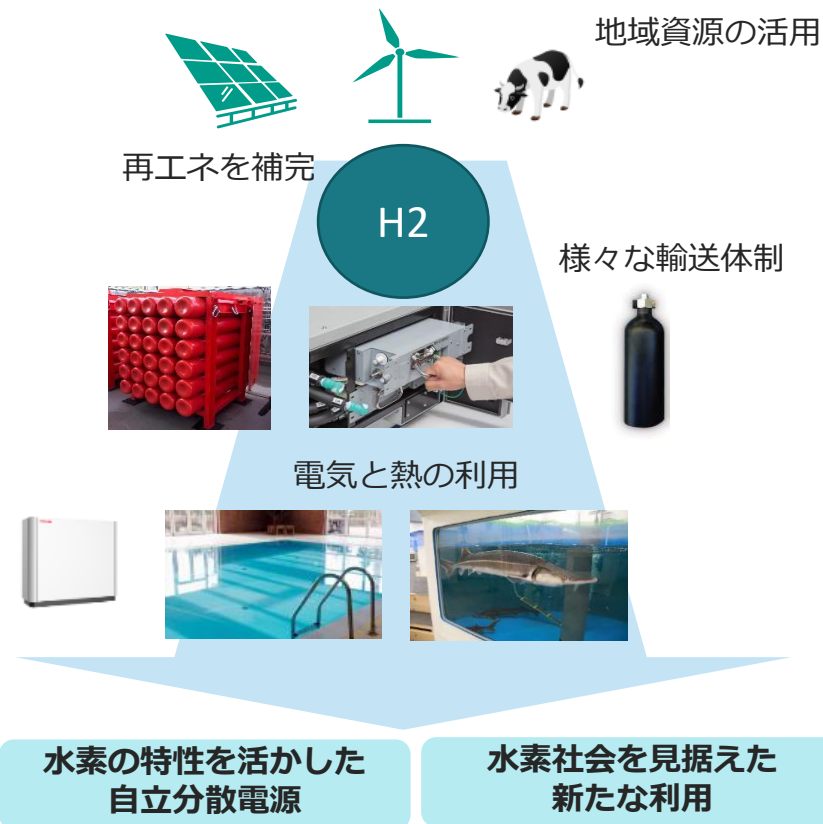 地域資源の活用
再エネを補完
H2
様々な輸送体制
電気と熱の利用
水素の特性を活かした
自立分散電源
水素社会を見据えた
新たな利用